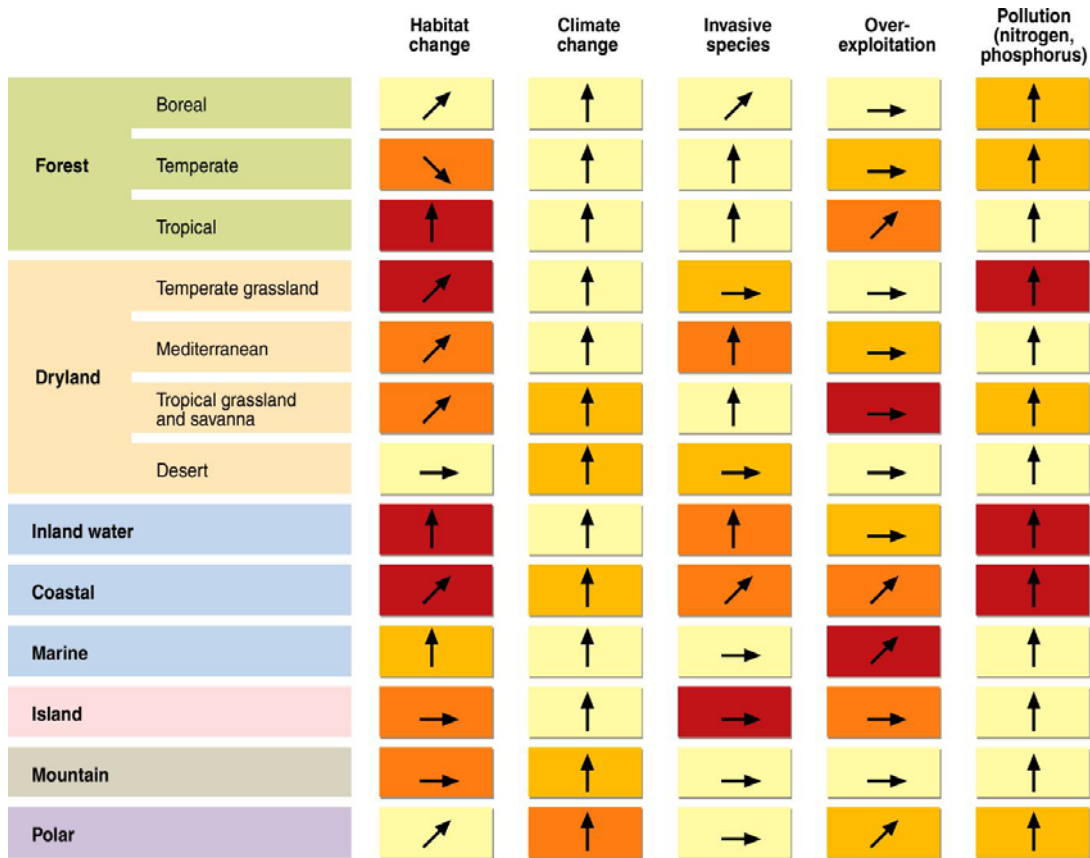 Habitat
change
Climate
change
Invasive
species
Over-
exploitation
Pollution
(nitrogen,
phosphorus)
Forest
Boreal
Temperate
Tropical
Dryland
Temperate grassland
Mediterranean
Tropical grassland
and savanna
Desert
Inland water
Coastal
Marine
Island
Mountain
Polar